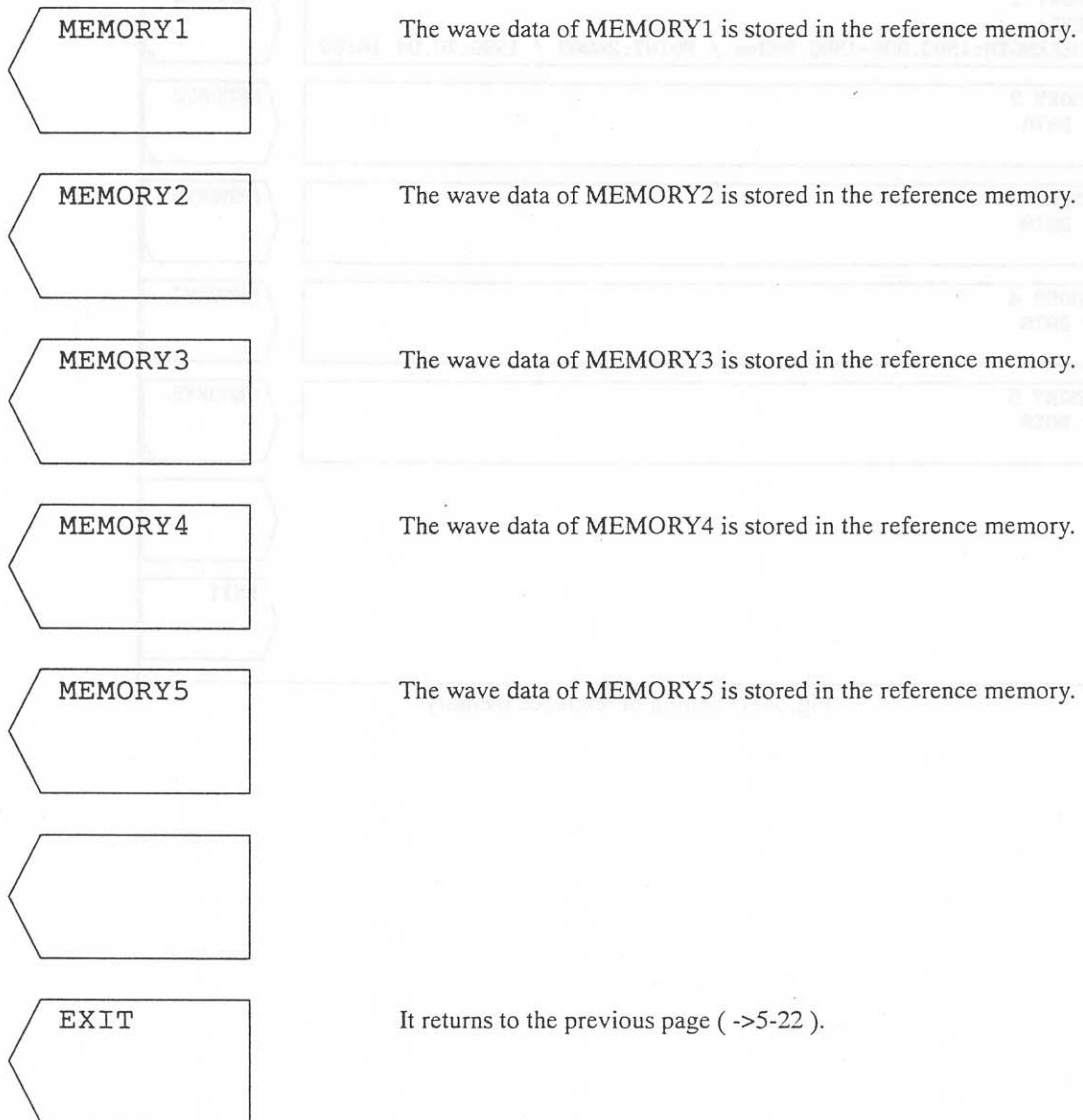 MEMORY1 The wave data of MEMORY1 is stored in the reference memory.
MEMORY2 The wave data of MEMORY2 is stored in the reference memory.
MEMORY3 The wave data of MEMORY3 is stored in the reference memory.
MEMORY4 The wave data of MEMORY4 is stored in the reference memory.
MEMORY5 The wave data of MEMORY5 is stored in the reference memory.
EXIT It returns to the previous page ( ->5-22 ).